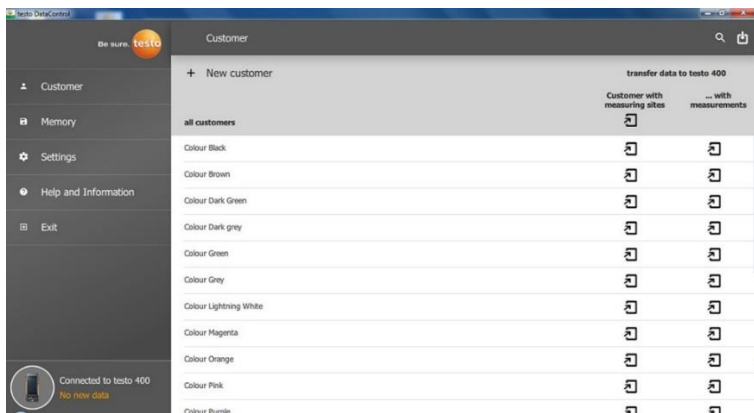 testo DataControl
Be sure. testo
Customer
Memory
Settings
Help and Information
Exit
Connected to testo 400
No new data
Customer
+ New customer
transfer data to testo 400
Customer with
measuring sites
... with
measurements
all customers
Colour Black
Colour Brown
Colour Dark Green
Colour Dark grey
Colour Green
Colour Grey
Colour Lightning White
Colour Magenta
Colour Orange
Colour Pink
Colour Purple